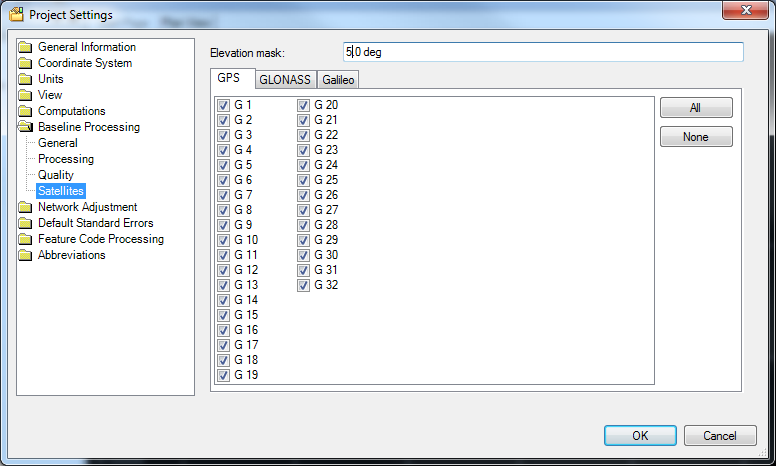 Project Settings
General Information
Coordinate System
Units
View
Computations
Baseline Processing
General
Processing
Quality
Satellites
Network Adjustment
Default Standard Errors
Feature Code Processing
Abbreviations
Elevation mask: 5.0 deg
GPS GLONASS Galileo
G 1 G 20
G 2 G 21
G 3 G 22
G 4 G 23
G 5 G 24
G 6 G 25
G 7 G 26
G 8 G 27
G 9 G 28
G 10 G 29
G 11 G 30
G 12 G 31
G 13 G 32
G 14
G 15
G 16
G 17
G 18
G 19
All
None
OK Cancel